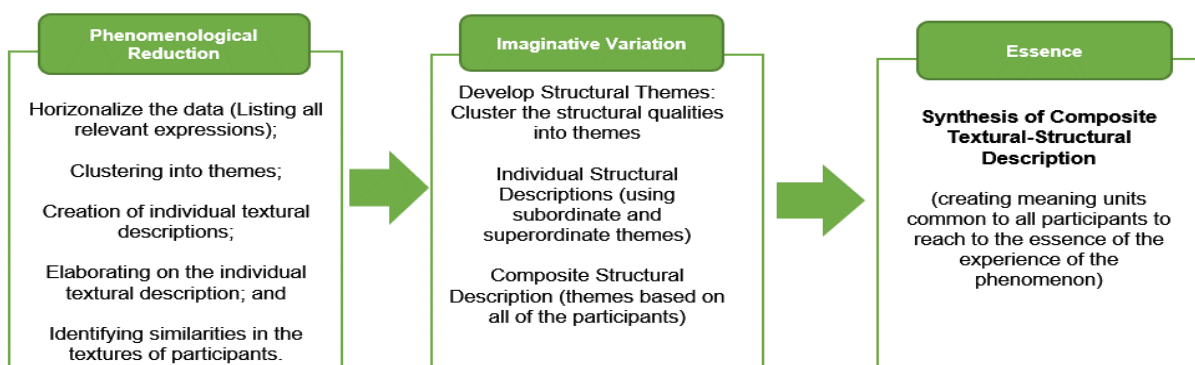 Phenomenological
Reduction
Horizonalize the data (Listing all
relevant expressions);
Clustering into themes;
Creation of individual textural
descriptions;
Elaborating on the individual
textural description; and
Identifying similarities in the
textures of participants.
Imaginative Variation
Develop Structural Themes:
Cluster the structural qualities
into themes
Individual Structural
Descriptions (using
subordinate and
superordinate themes)
Composite Structural
Description (themes based on
all of the participants)
Essence
Synthesis of Composite
Textural-Structural
Description
(creating meaning units
common to all participants to
reach to the essence of the
experience of the
phenomenon)